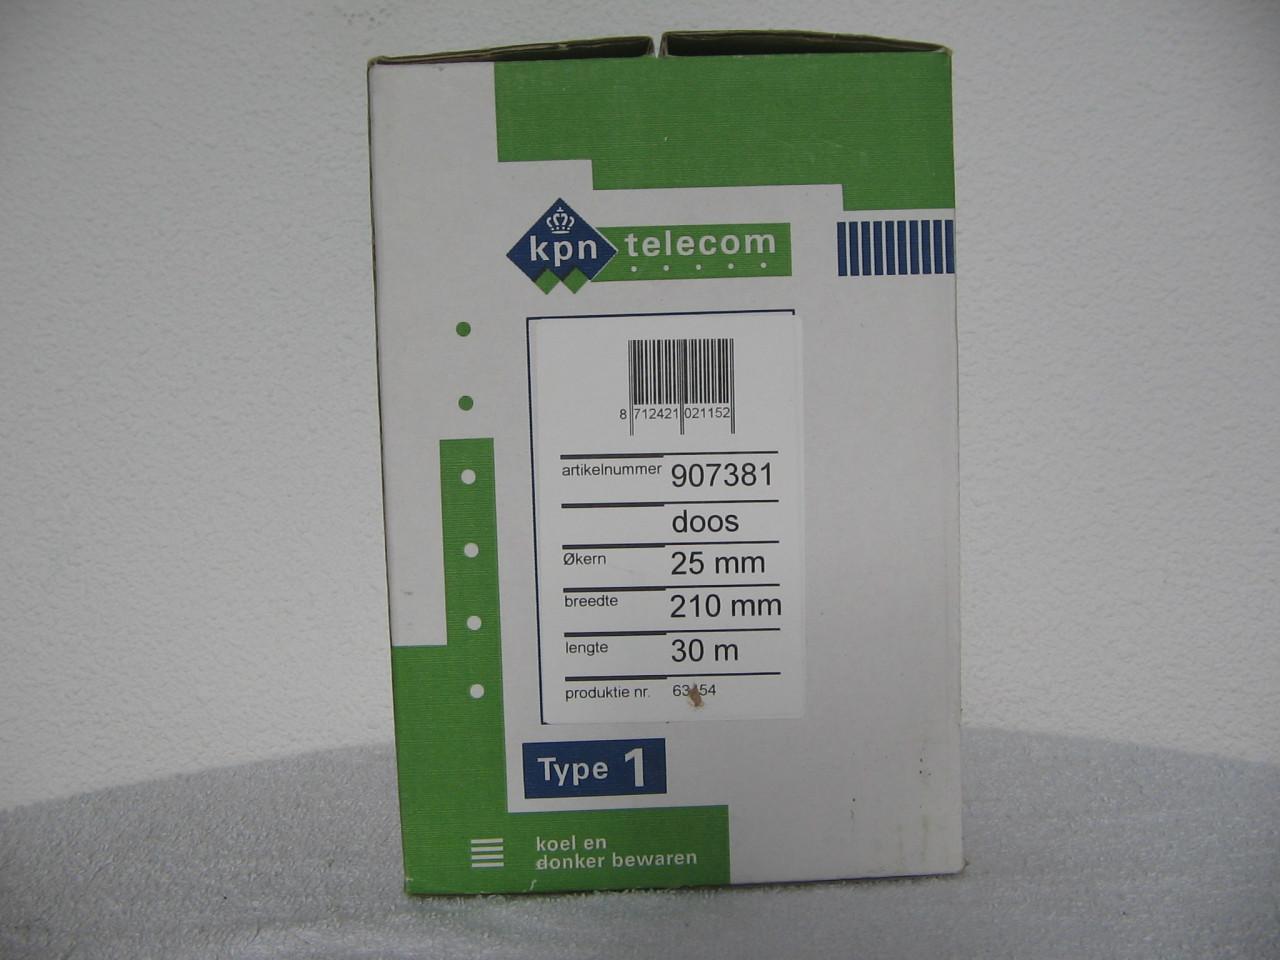 kpn telecom
8 712421 021152
artikelnummer 907381
doos
Økern 25 mm
breedte 210 mm
lengte 30 m
produktie nr.
Type 1
koel en
donker bewaren